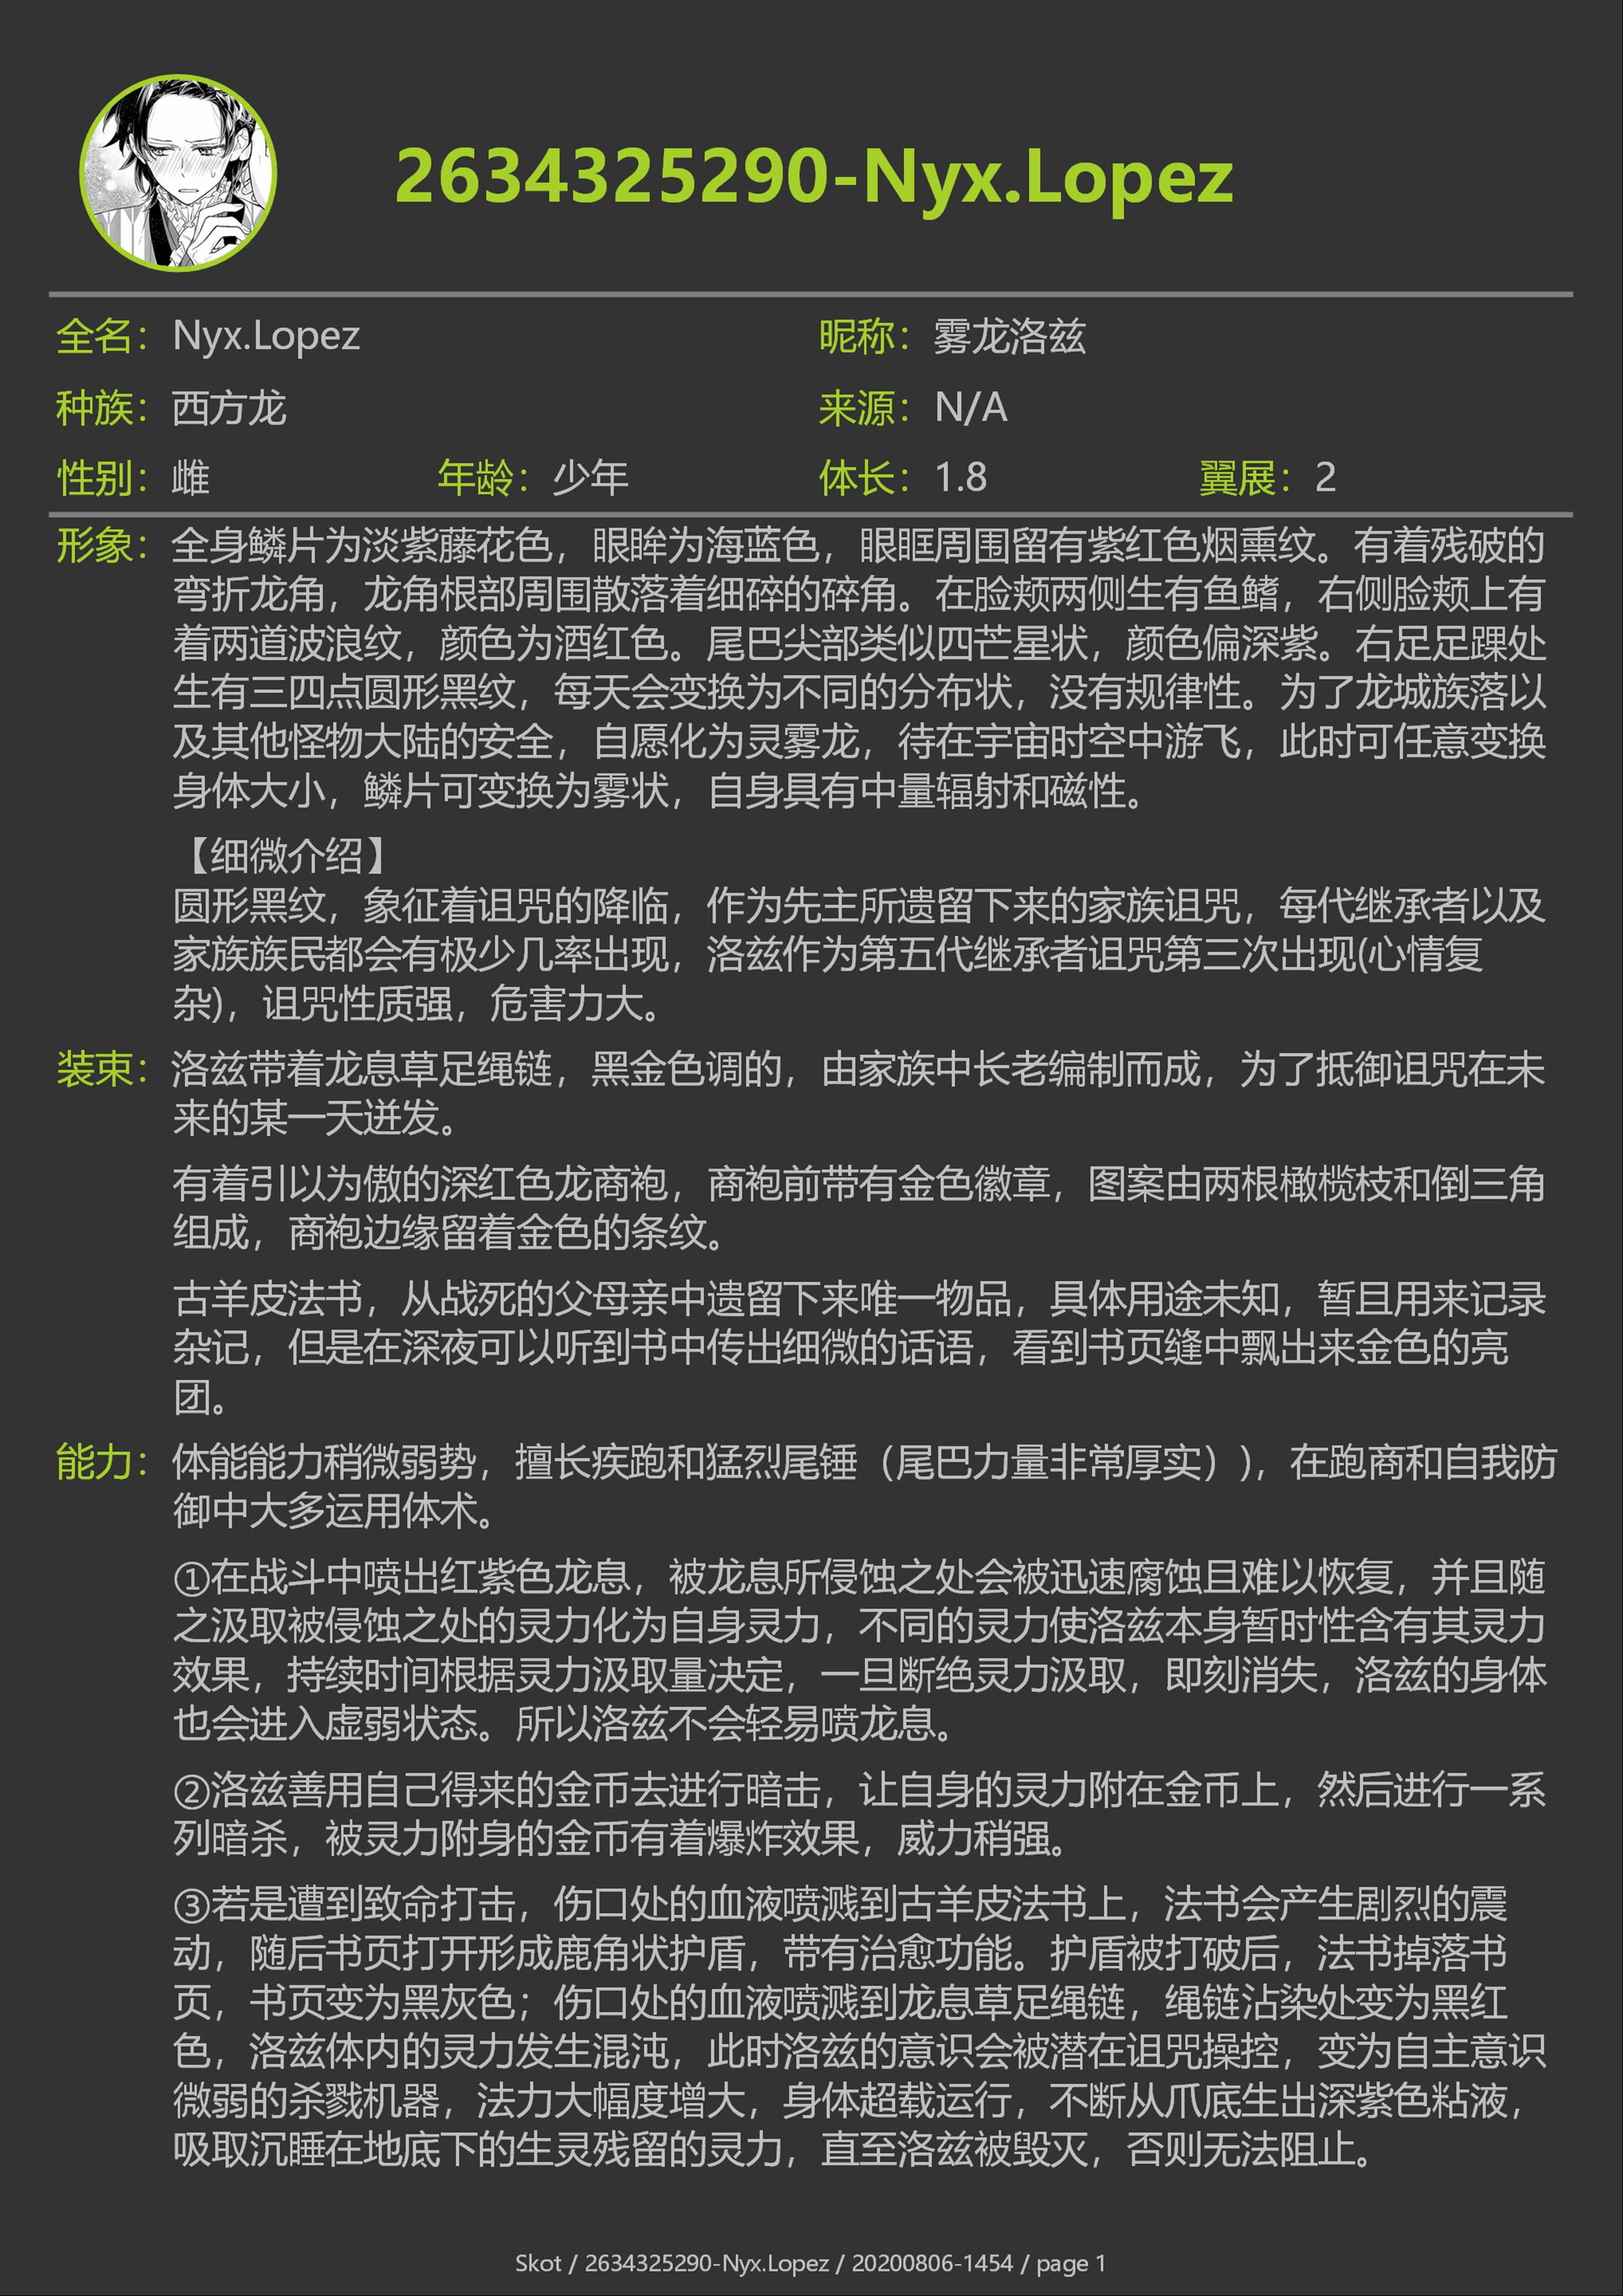 2634325290-Nyx.Lopez
全名：Nyx.Lopez 昵称：雾龙洛兹
种族：西方龙 来源：N/A
性别：雌 年龄：少年 体长：1.8 翼展：2
形象：全身鳞片为淡紫藤花色，眼眸为海蓝色，眼眶周围留有紫红色烟熏纹。有着残破的
弯折龙角，龙角根部周围散落着细碎的碎角。在脸颊两侧生有鱼鳍，右侧脸颊上有
着两道波浪纹，颜色为酒红色。尾巴尖部类似四芒星状，颜色偏深紫。右足足踝处
生有三四点圆形黑纹，每天会变换为不同的分布状，没有规律性。为了龙城族落以
及其他怪物大陆的安全，自愿化为灵雾龙，待在宇宙时空中游飞，此时可任意变换
身体大小，鳞片可变换为雾状，自身具有中量辐射和磁性。
【细微介绍】
圆形黑纹，象征着诅咒的降临，作为先主所遗留下来的家族诅咒，每代继承者以及
家族族民都会有极少几率出现，洛兹作为第五代继承者诅咒第三次出现(心情复
杂)，诅咒性质强，危害力大。
装束：洛兹带着龙息草足绳链，黑金色调的，由家族中长老编制而成，为了抵御诅咒在未
来的某一天迸发。
有着引以为傲的深红色龙商袍，商袍前带有金色徽章，图案由两根橄榄枝和倒三角
组成，商袍边缘留着金色的条纹。
古羊皮法书，从战死的父母亲中遗留下来唯一物品，具体用途未知，暂且用来记录
杂记，但是在深夜可以听到书中传出细微的话语，看到书页缝中飘出来金色的亮
团。
能力：体能能力稍微弱势，擅长疾跑和猛烈尾锤（尾巴力量非常厚实）)，在跑商和自我防
御中大多运用体术。
①在战斗中喷出红紫色龙息，被龙息所侵蚀之处会被迅速腐蚀且难以恢复，并且随
之汲取被侵蚀之处的灵力化为自身灵力，不同的灵力使洛兹本身暂时性含有其灵力
效果，持续时间根据灵力汲取量决定，一旦断绝灵力汲取，即刻消失，洛兹的身体
也会进入虚弱状态。所以洛兹不会轻易喷龙息。
②洛兹善用自己得来的金币去进行暗击，让自身的灵力附在金币上，然后进行一系
列暗杀，被灵力附身的金币有着爆炸效果，威力稍强。
③若是遭到致命打击，伤口处的血液喷溅到古羊皮法书上，法书会产生剧烈的震
动，随后书页打开形成鹿角状护盾，带有治愈功能。护盾被打破后，法书掉落书
页，书页变为黑灰色；伤口处的血液喷溅到龙息草足绳链，绳链沾染处变为黑红
色，洛兹体内的灵力发生混沌，此时洛兹的意识会被潜在诅咒操控，变为自主意识
微弱的杀戮机器，法力大幅度增大，身体超载运行，不断从爪底生出深紫色粘液，
吸取沉睡在地底下的生灵残留的灵力，直至洛兹被毁灭，否则无法阻止。
Skot / 2634325290-Nyx.Lopez / 20200806-1454 / page 1